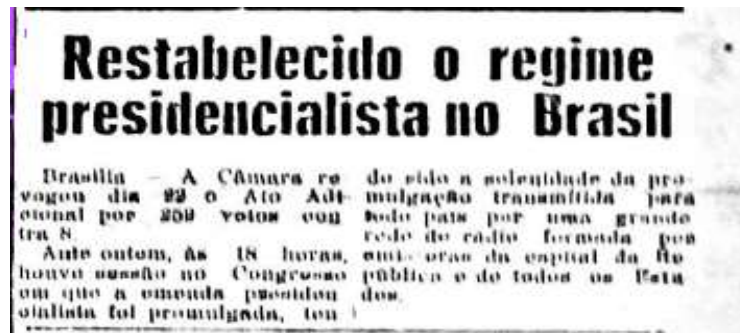 Restabelecido o regime
presidencialista no Brasil
Brasília – A Câmara re
vogou dia 22 o Ato Adi-
cional por 259 votos con
tra 8.
Ante ontem, às 18 horas,
houve sessão no Congresso
em que a emenda presiden
cialista foi promulgada, ten
do sido a solenidade da pro-
mulgação transmitida para
todo país por uma grande
rede de rádio formada por
emis oras da capital da Re
pública e de todos os Esta
dos.